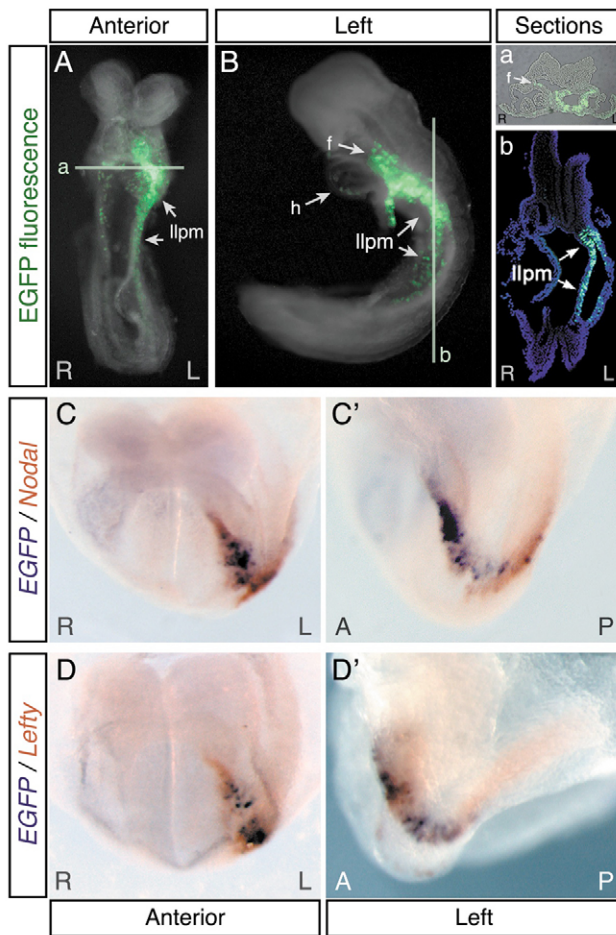 Anterior
Left
Sections
EGFP fluorescence
A
a
llpm
R
L
B
f
h
llpm
b
a
f
R
L
b
llpm
R
L
EGFP / Nodal
C
R
L
C'
A
P
EGFP / Lefty
D
R
L
D'
A
P
Anterior
Left